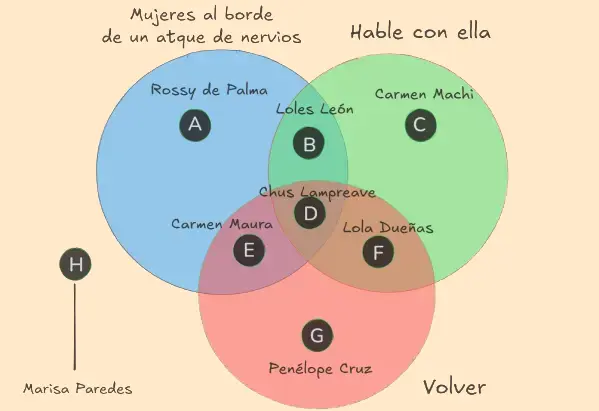 Mujeres al borde
de un atque de nervios
Hable con ella
Rossy de Palma
Carmen Machi
Loles León
A
B
C
Chus Lampreave
D
Carmen Maura
Lola Dueñas
E
F
H
G
Penélope Cruz
Marisa Paredes
Volver